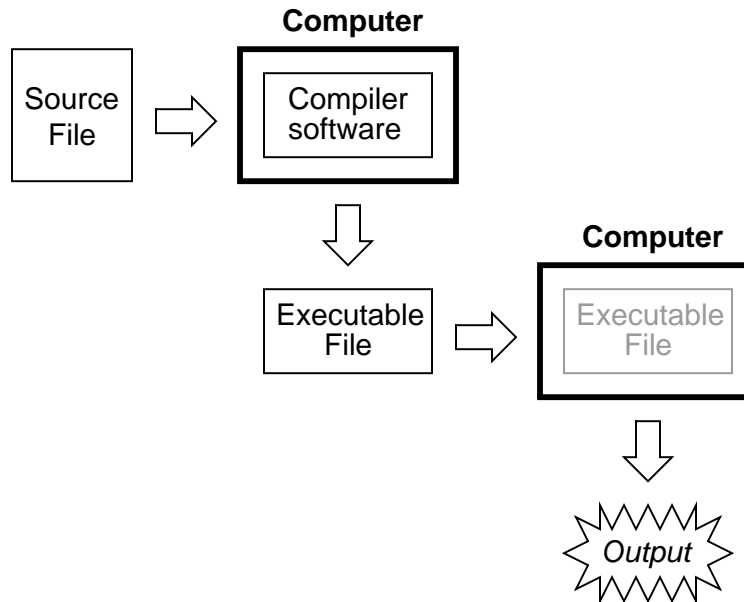 Computer
Source
File
Compiler
software
Computer
Executable
File
Executable
File
Output